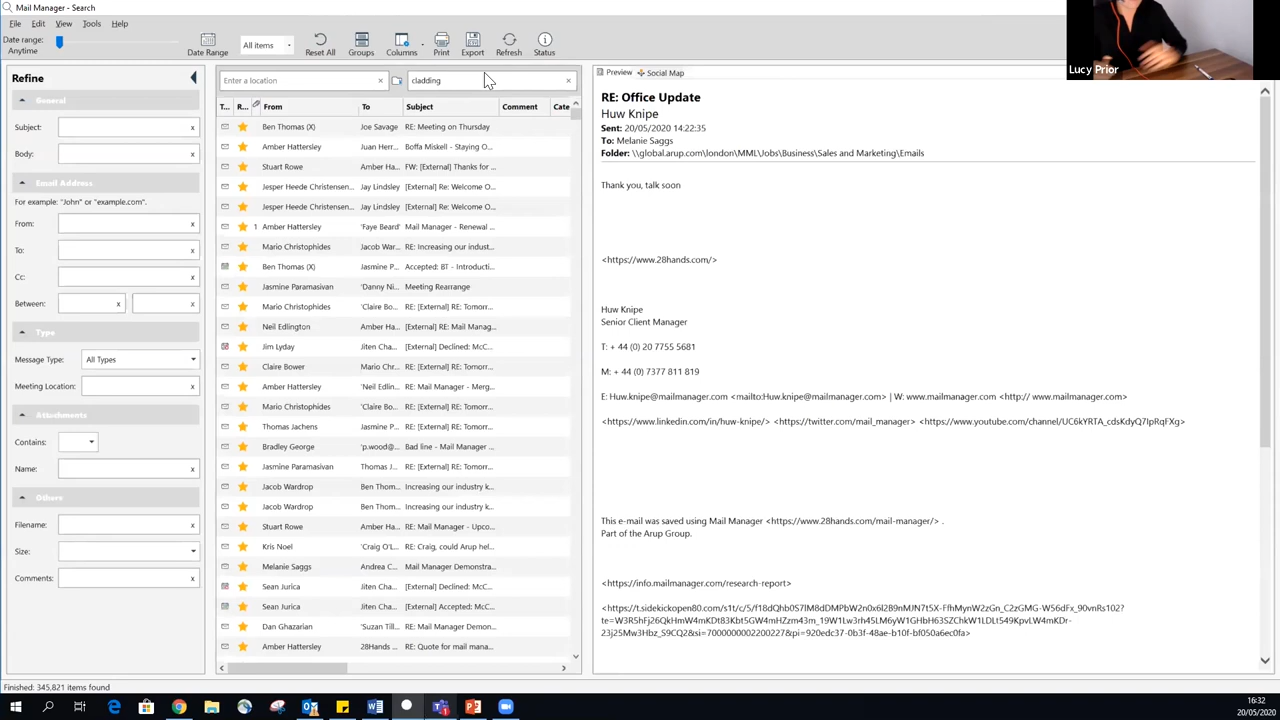 Mail Manager - Search
File Edit View Tools Help
Date range:
Anytime
Date Range
All items
Reset All
Groups
Columns
Print
Export
Refresh
Status
Lucy Prior
Refine
General
Subject: x
Body: x
Email Address
For example: "John" or "example.com".
From: x
To: x
Cc: x
Between: x x
Type
Message Type: All Types
Meeting Location:
Attachments
Contains:
Name: x
Others
Filename: x
Size:
Comments: x
Enter a location x
cladding x
T... R... From To Subject Comment Cate
Ben Thomas (X) Joe Savage RE: Meeting on Thursday
Amber Hattersley Juan Herr... Boffa Miskell - Staying O...
Stuart Rowe Amber Ha... FW: [External] Thanks for ...
Jesper Heede Christensen... Jay Lindsley [External] Re: Welcome O...
Jesper Heede Christensen... Jay Lindsley [External] Re: Welcome O...
1 Amber Hattersley 'Faye Beard' Mail Manager - Renewal ...
Mario Christophides Jacob War... RE: Increasing our indust...
Ben Thomas (X) Jasmine P... Accepted: BT - Introducti...
Jasmine Paramasivan 'Danny Ni... Meeting Rearrange
Mario Christophides 'Claire Bo... RE: [External] RE: Tomorr...
Neil Edlington Amber Ha... [External] RE: Mail Manag...
Jim Lyday Jiten Cha... [External] Declined: McC...
Claire Bower Mario Chr... RE: [External] RE: Tomorr...
Amber Hattersley 'Neil Edlin... RE: Mail Manager - Merg...
Mario Christophides 'Claire Bo... RE: [External] RE: Tomorr...
Thomas Jachens Jasmine P... RE: [External] RE: Tomorr...
Bradley George 'p.wood@... Bad line - Mail Manager ...
Jasmine Paramasivan Thomas J... RE: [External] RE: Tomorr...
Jacob Wardrop Ben Thom... Increasing our industry k...
Jacob Wardrop Ben Thom... Increasing our industry k...
Stuart Rowe Amber Ha... RE: Mail Manager - Upco...
Kris Noel 'Craig O'L... RE: Craig, could Arup hel...
Melanie Saggs Andrea C... Mail Manager Demonstra...
Sean Jurica Jiten Cha... [External] Declined: McC...
Sean Jurica Jiten Cha... [External] Accepted: McC...
Dan Ghazarian 'Suzan Till... RE: Mail Manager Demon...
Amber Hattersley 28Hands ... RE: Quote for mail mana...
Preview Social Map
RE: Office Update
Huw Knipe
Sent: 20/05/2020 14:22:35
To: Melanie Saggs
Folder: \\global.arup.com\london\MML\Jobs\Business\Sales and Marketing\Emails
Thank you, talk soon
<https://www.28hands.com/>
Huw Knipe
Senior Client Manager
T: + 44 (0) 20 7755 5681
M: + 44 (0) 7377 811 819
E: Huw.knipe@mailmanager.com <mailto:Huw.knipe@mailmanager.com> | W: www.mailmanager.com <http:// www.mailmanager.com>
<https://www.linkedin.com/in/huw-knipe/> <https://twitter.com/mail_manager> <https://www.youtube.com/channel/UC6kYRTA_cdsKdyQ7IpRqFXg>
This e-mail was saved using Mail Manager <https://www.28hands.com/mail-manager/> .
Part of the Arup Group.
<https://info.mailmanager.com/research-report>
Finished: 345,821 items found
16:32
20/05/2020